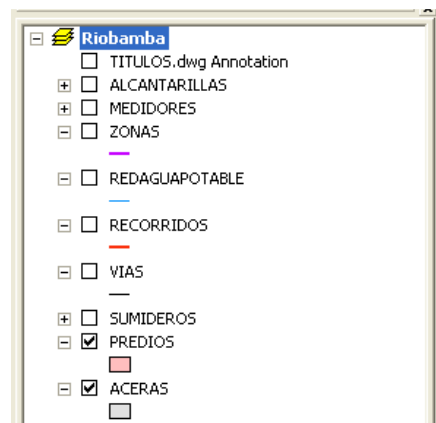 Riobamba
TITULOS.dwg Annotation
ALCANTARILLAS
MEDIDORES
ZONAS
REDAGUAPOTABLE
RECORRIDOS
VIAS
SUMIDEROS
PREDIOS
ACERAS